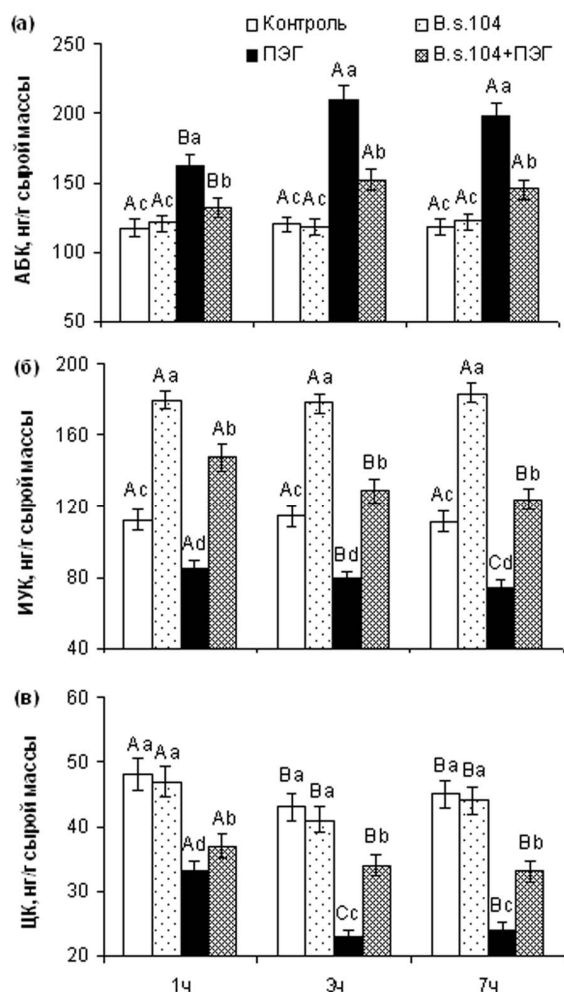 (а)
Контроль
B.s.104
ПЭГ
B.s.104+ПЭГ
АБК, нг/г сырой массы
250
200
150
100
50
Ac Ac Ba Bb
Ac Ac Aa Ab
Ac Ac Aa Ab
(б)
ИУК, нг/г сырой массы
200
160
120
80
40
Ac Aa Ad Ab
Ac Aa Bd Bb
Ac Aa Cd Bb
(в)
ЦК, нг/г сырой массы
60
50
40
30
20
Aa Aa Ad Ab
Ba Ba Cc Bb
Ba Ba Bc Bb
1ч 3ч 7ч